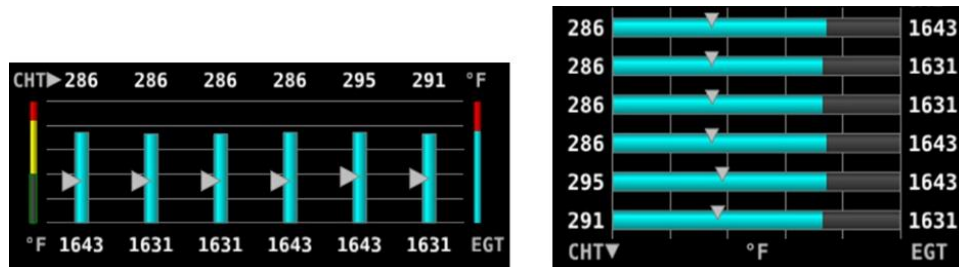 CHT▶286 286 286 286 295 291 °F
°F 1643 1631 1631 1643 1643 1631 EGT
286 1643
286 1631
286 1631
286 1643
295 1643
291 1631
CHT▼ °F EGT